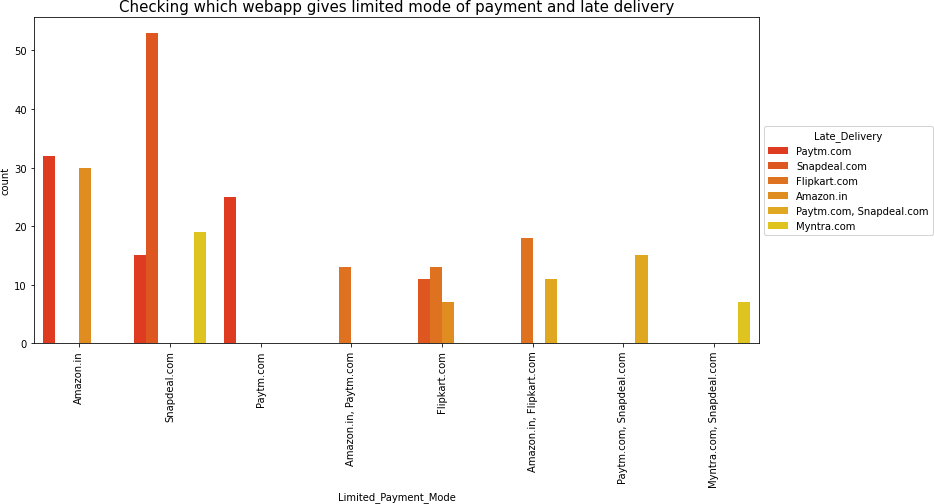 Checking which webapp gives limited mode of payment and late delivery
count
50
40
30
20
10
0
Amazon.in
Snapdeal.com
Paytm.com
Amazon.in, Paytm.com
Flipkart.com
Amazon.in, Flipkart.com
Paytm.com, Snapdeal.com
Myntra.com, Snapdeal.com
Limited_Payment_Mode
Late_Delivery
Paytm.com
Snapdeal.com
Flipkart.com
Amazon.in
Paytm.com, Snapdeal.com
Myntra.com